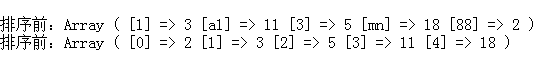 排序前: Array ( [1] => 3 [a1] => 11 [3] => 5 [mn] => 18 [88] => 2 )
排序前: Array ( [0] => 2 [1] => 3 [2] => 5 [3] => 11 [4] => 18 )